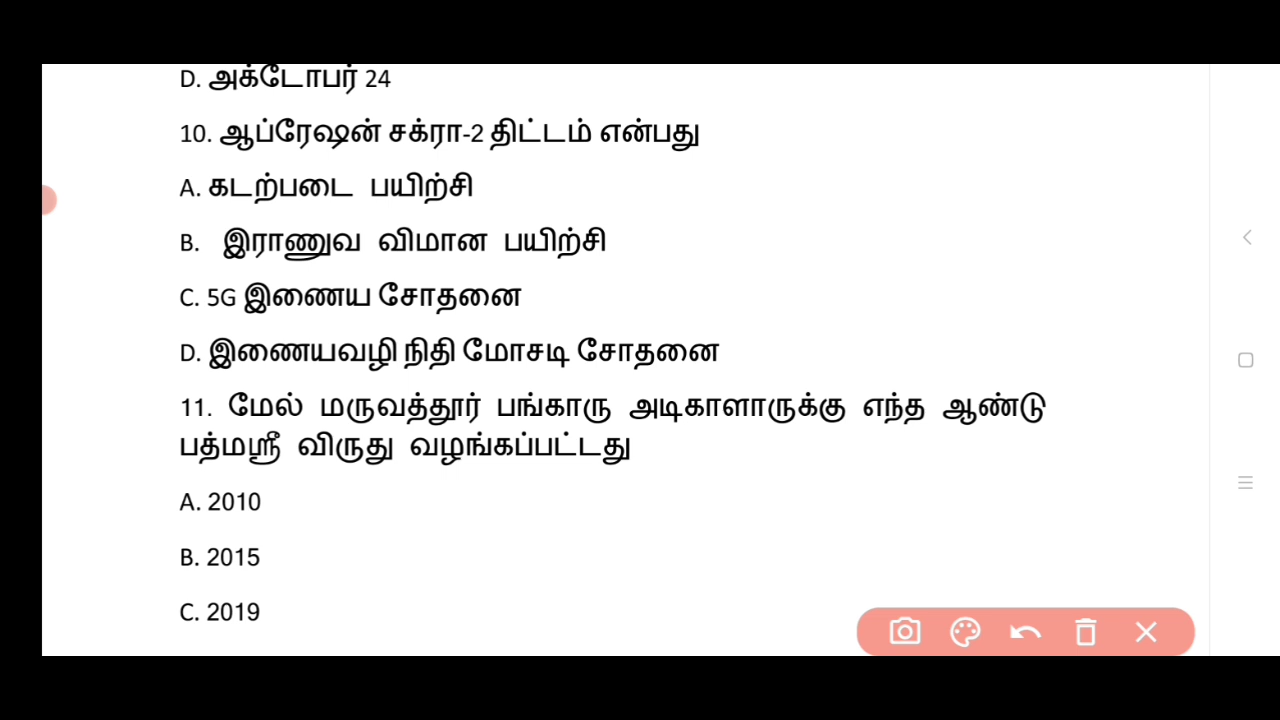 D. அக்டோபர் 24
10. ஆப்ரேஷன் சக்ரா-2 திட்டம் என்பது
A. கடற்படை பயிற்சி
B. இராணுவ விமான பயிற்சி
C. 5G இணைய சோதனை
D. இணையவழி நிதி மோசடி சோதனை
11. மேல் மருவத்தூர் பங்காரு அடிகாளாருக்கு எந்த ஆண்டு
பத்மஸ்ரீ விருது வழங்கப்பட்டது
A. 2010
B. 2015
C. 2019